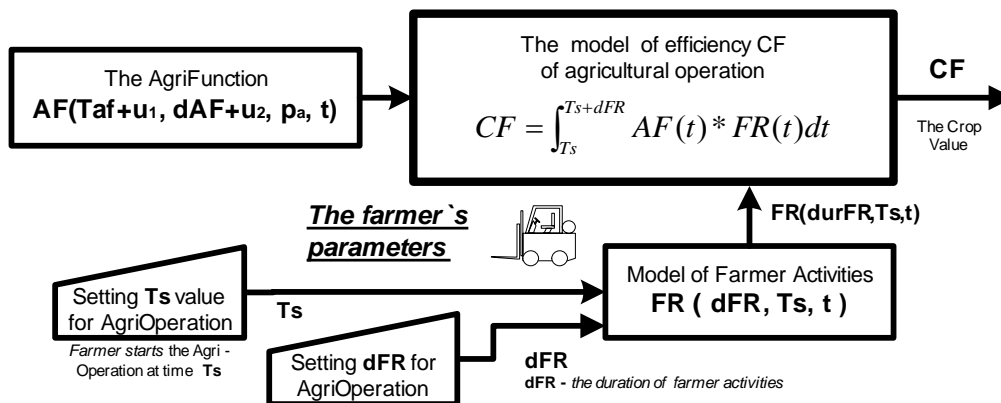 The AgriFunction
AF(Taf+u₁, dAF+u₂, pₐ, t)
The model of efficiency CF
of agricultural operation
CF = ∫_{Ts}^{Ts+dFR} AF(t) * FR(t)dt
CF
The Crop
Value
The farmer`s
parameters
FR(durFR,Ts,t)
Setting Ts value
for AgriOperation
Ts
Model of Farmer Activities
FR ( dFR, Ts, t )
Farmer starts the Agri -
Operation at time Ts
Setting dFR for
AgriOperation
dFR
dFR - the duration of farmer activities